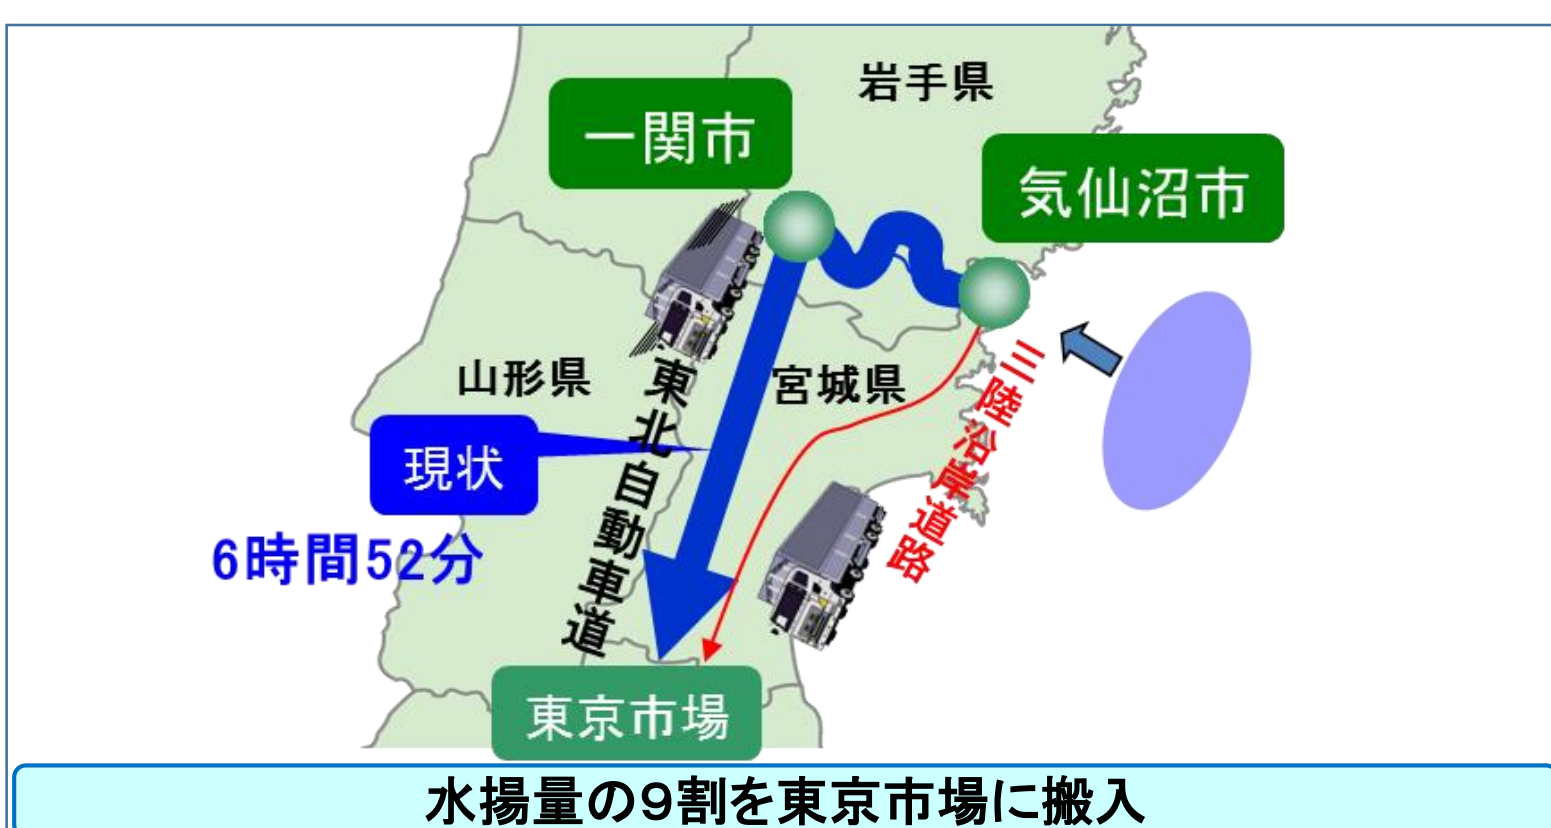 岩手県
一関市
気仙沼市
山形県
宮城県
三陸沿岸道路
東北自動車道
現状
6時間52分
東京市場
水揚量の９割を東京市場に搬入